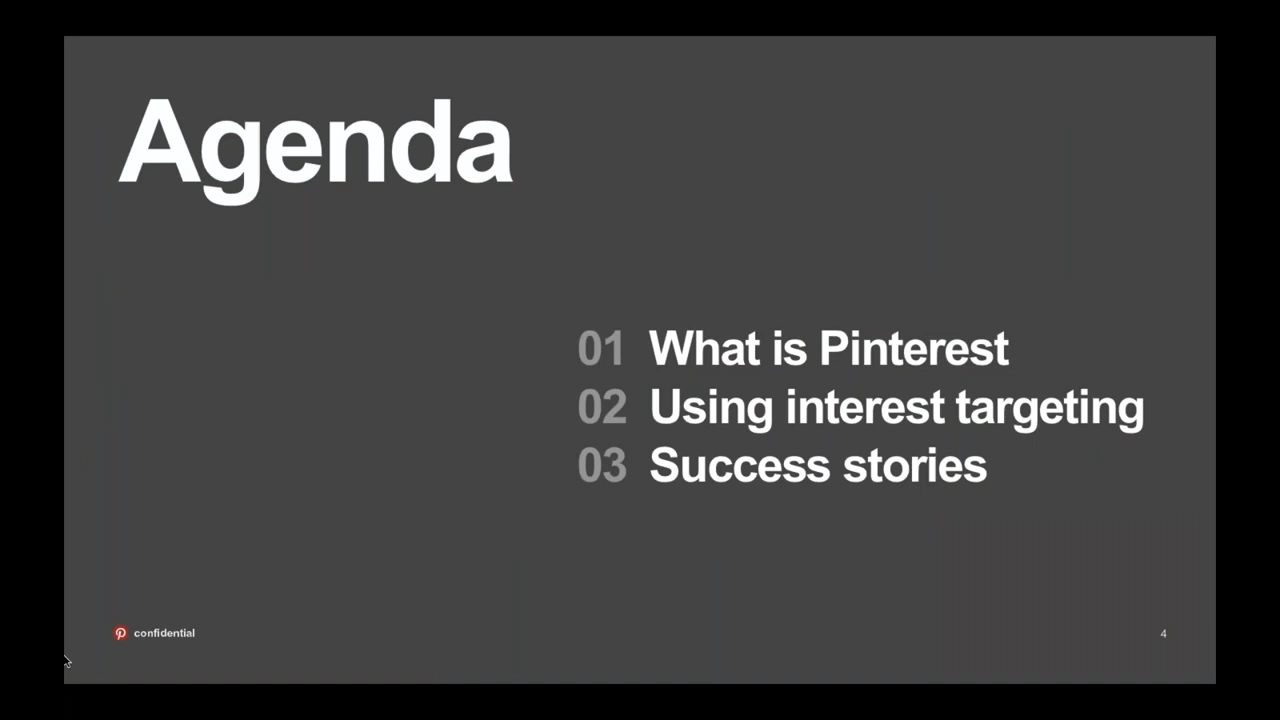 Agenda
01 What is Pinterest
02 Using interest targeting
03 Success stories
confidential
4